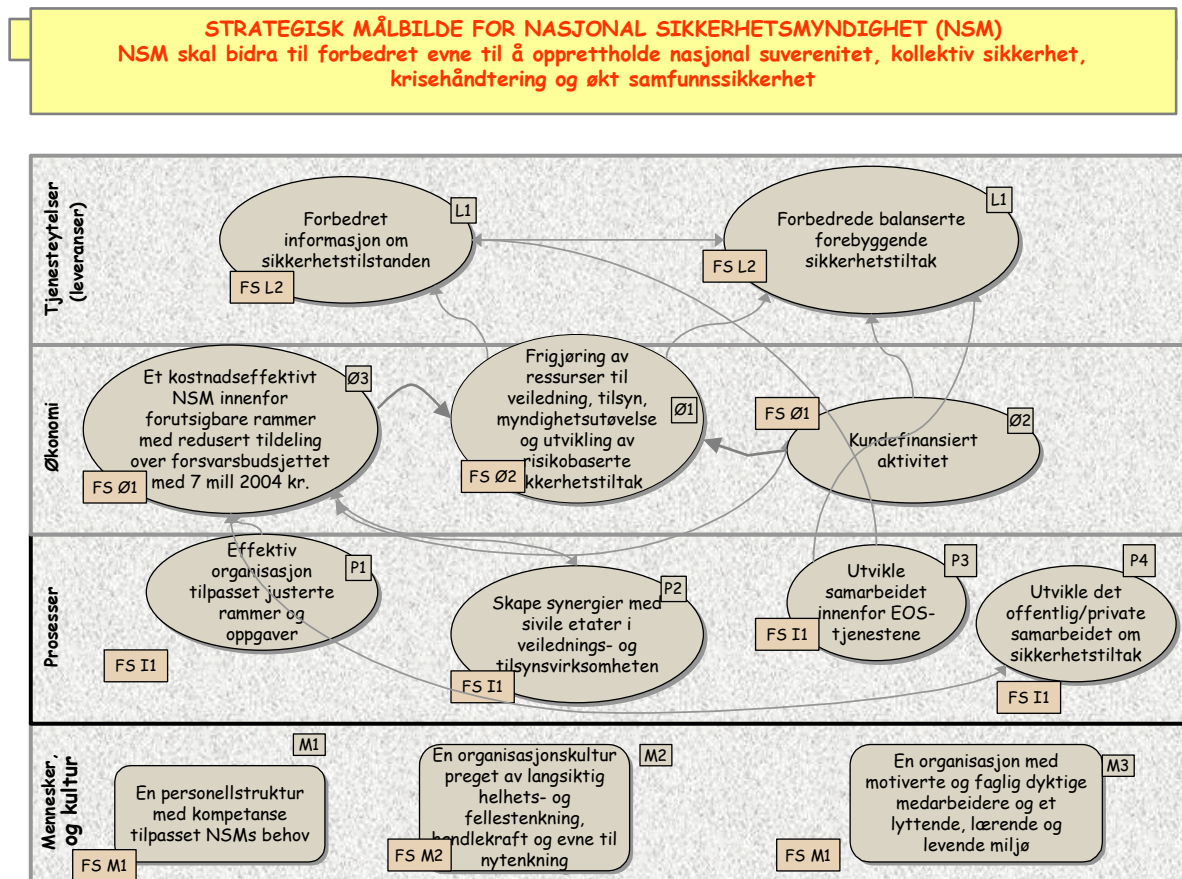 STRATEGISK MÅLBILDE FOR NASJONAL SIKKERHETSMYNDIGHET (NSM)
NSM skal bidra til forbedret evne til å opprettholde nasjonal suverenitet, kollektiv sikkerhet,
krisehåndtering og økt samfunnssikkerhet
Tjenesteytelser
(leveranser)
Forbedret
informasjon om
sikkerhetstilstanden
L1
FS L2
Forbedrede balanserte
forebyggende
sikkerhetstiltak
L1
FS L2
Økonomi
Et kostnadseffektivt
NSM innenfor
forutsigbare rammer
med redusert tildeling
over forsvarsbudsjettet
med 7 mill 2004 kr.
Ø3
FS Ø1
Frigjøring av
ressurser til
veiledning, tilsyn,
myndighetsutøvelse
og utvikling av
risikobaserte
kkerhetstiltak
Ø1
FS Ø2
FS Ø1
Kundefinansiert
aktivitet
Ø2
Prosesser
Effektiv
organisasjon
tilpasset justerte
rammer og
oppgaver
P1
FS I1
Skape synergier med
sivile etater i
veilednings- og
tilsynsvirksomheten
P2
FS I1
Utvikle
samarbeidet
innenfor EOS-
tjenestene
P3
FS I1
Utvikle det
offentlig/private
samarbeidet om
sikkerhetstiltak
P4
FS I1
Mennesker,
og kultur
En personellstruktur
med kompetanse
tilpasset NSMs behov
M1
FS M1
En organisasjonskultur
preget av langsiktig
helhets- og
fellestenkning,
handlekraft og evne til
nytenkning
M2
FS M2
En organisasjon med
motiverte og faglig dyktige
medarbeidere og et
lyttende, lærende og
levende miljø
M3
FS M1